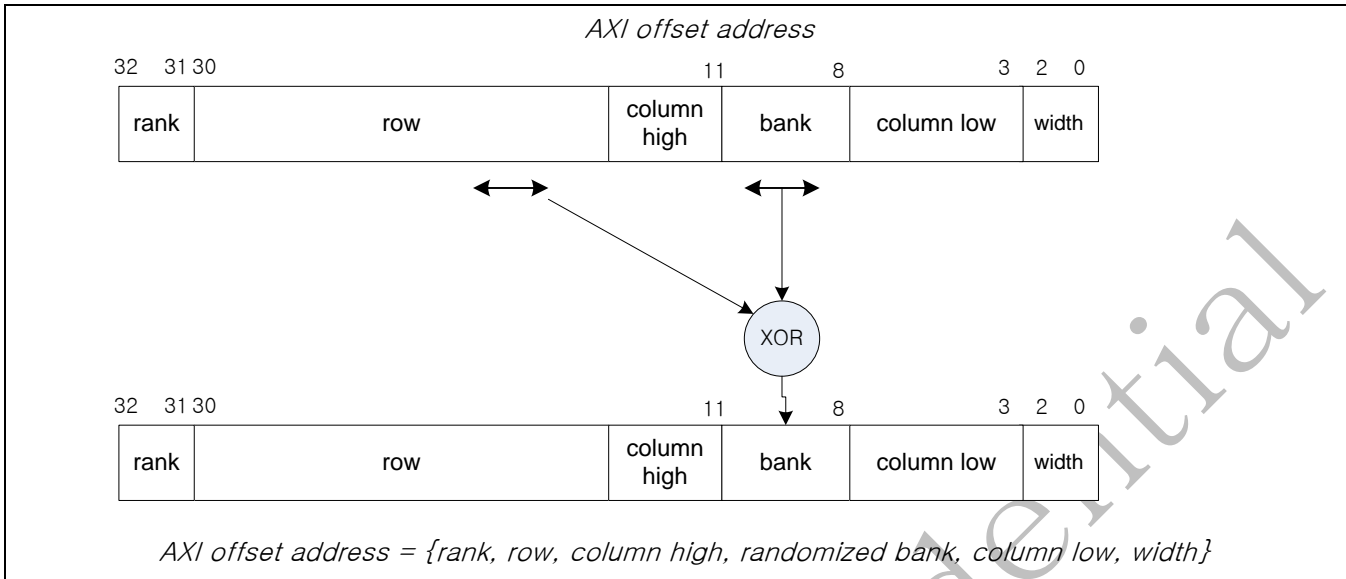 AXI offset address
32 31 30 11 8 3 2 0
rank row column high bank column low width
XOR
32 31 30 11 8 3 2 0
rank row column high bank column low width
AXI offset address = {rank, row, column high, randomized bank, column low, width}